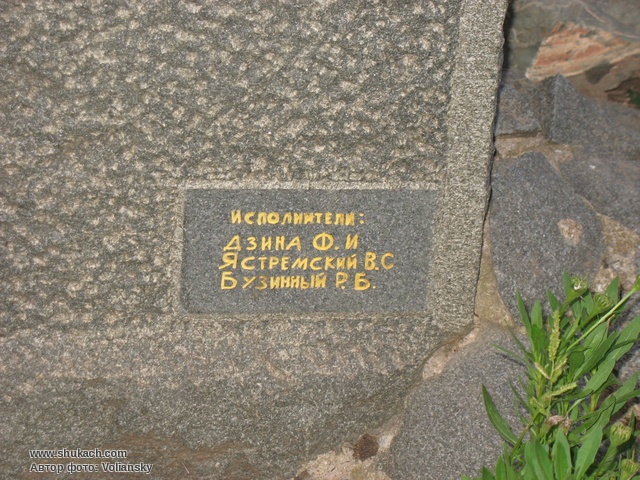 Исполнители:
Дзина Ф. И
Ястремский В. С
Бузинный Р. Б.
www.shukach.com
Автор фото: Voliansky